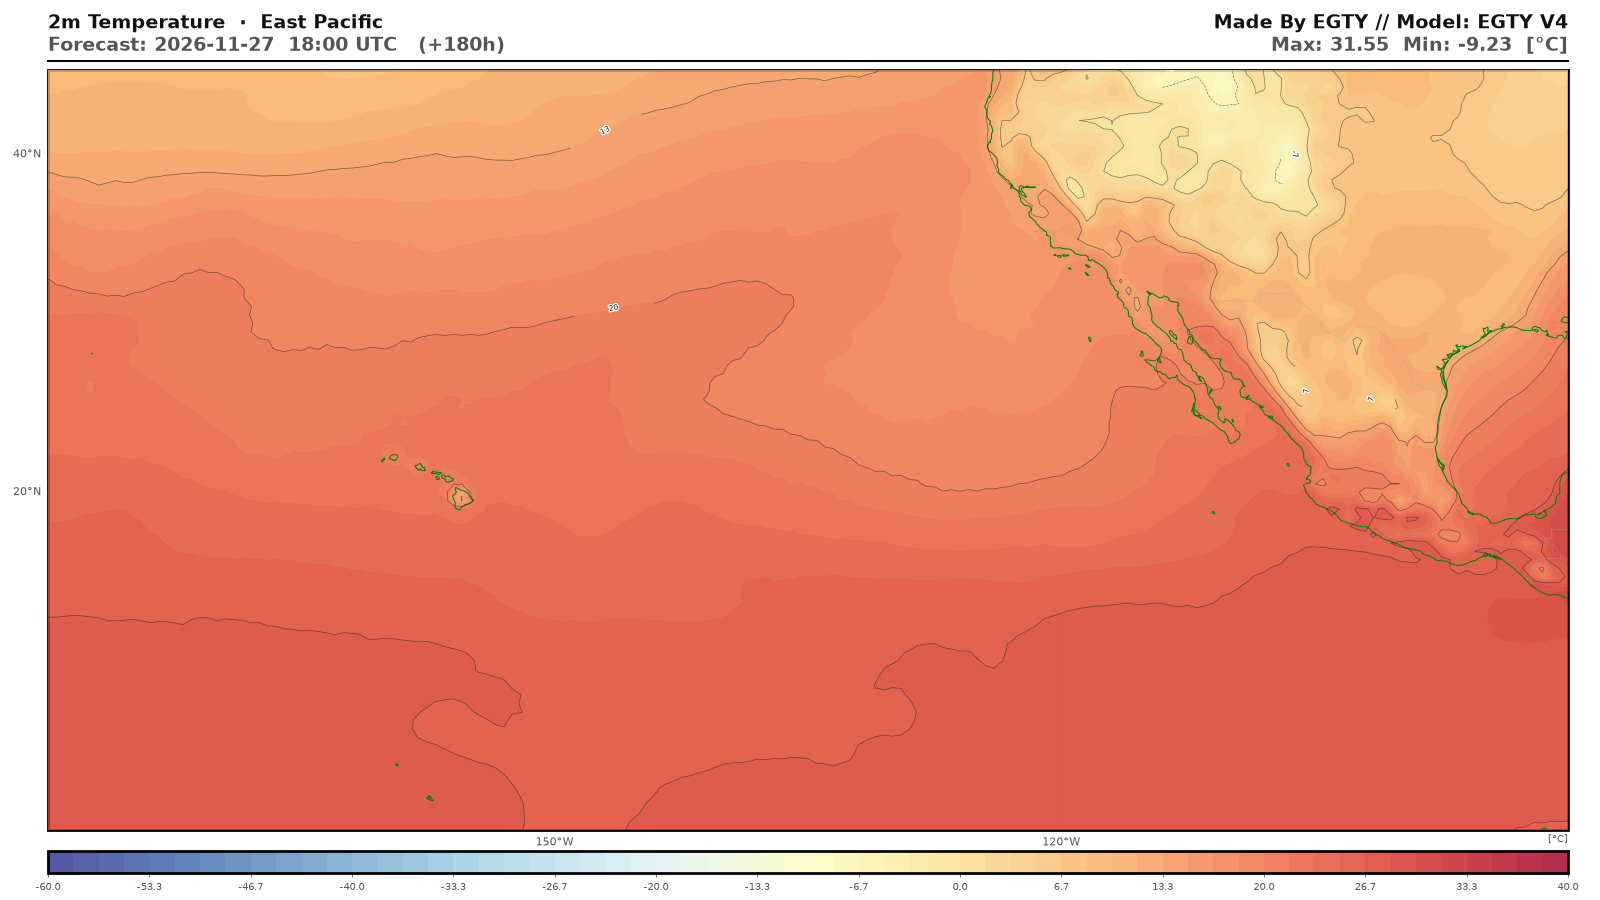 2m Temperature · East Pacific
Made By EGTY // Model: EGTY V4
Forecast: 2026-11-27 18:00 UTC (+180h)
Max: 31.55 Min: -9.23 [°C]
13
-7
40°N
20
7
7
20°N
150°W
120°W
[°C]
-60.0 -53.3 -46.7 -40.0 -33.3 -26.7 -20.0 -13.3 -6.7 0.0 6.7 13.3 20.0 26.7 33.3 40.0